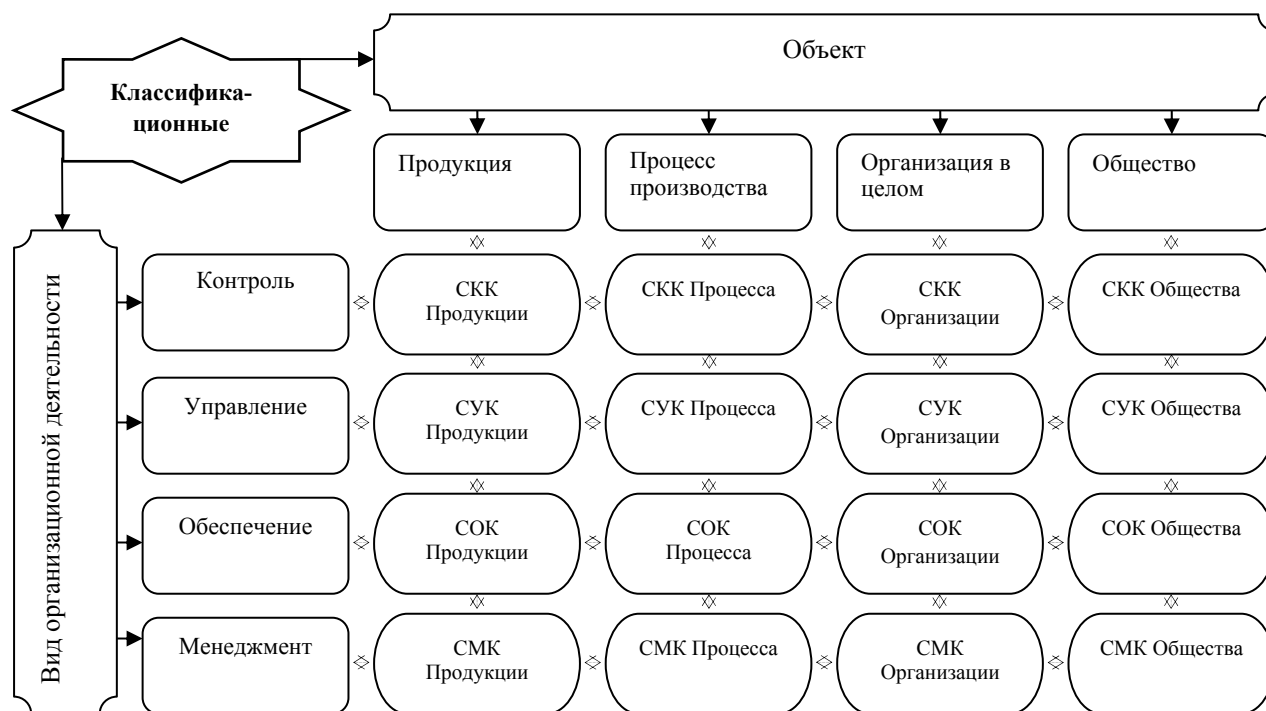 Объект
Классифика-
ционные
Продукция
Процесс
производства
Организация в
целом
Общество
Вид организационной деятельности
Контроль
СКК
Продукции
СКК Процесса
СКК
Организации
СКК Общества
Управление
СУК
Продукции
СУК Процесса
СУК
Организации
СУК Общества
Обеспечение
СОК
Продукции
СОК
Процесса
СОК
Организации
СОК Общества
Менеджмент
СМК
Продукции
СМК Процесса
СМК
Организации
СМК Общества